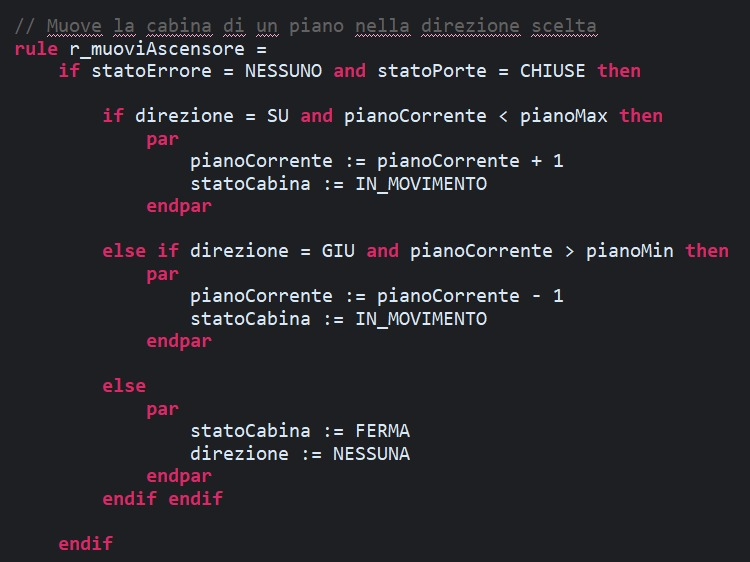 // Muove la cabina di un piano nella direzione scelta
rule r_muoviAscensore =
if statoErrore = NESSUNO and statoPorte = CHIUSE then
if direzione = SU and pianoCorrente < pianoMax then
par
pianoCorrente := pianoCorrente + 1
statoCabina := IN_MOVIMENTO
endpar
else if direzione = GIU and pianoCorrente > pianoMin then
par
pianoCorrente := pianoCorrente - 1
statoCabina := IN_MOVIMENTO
endpar
else
par
statoCabina := FERMA
direzione := NESSUNA
endpar
endif endif
endif